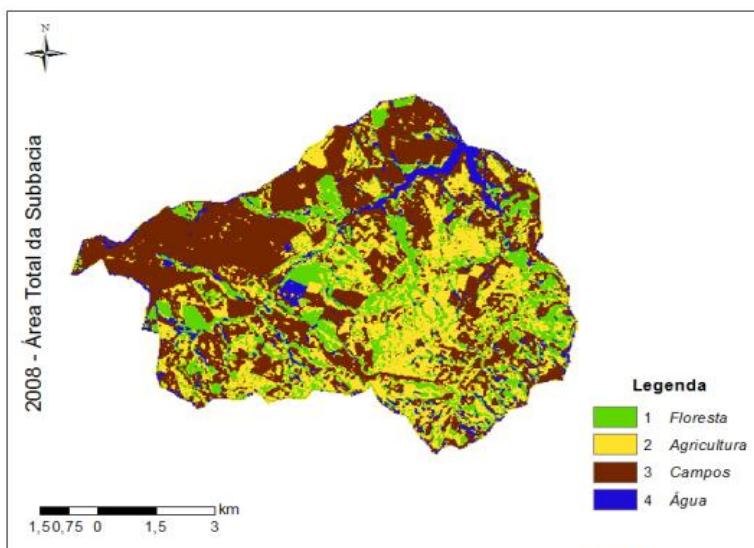 N
2008 - Área Total da Subbacia
Legenda
1 Floresta
2 Agricultura
3 Campos
4 Água
km
1,5 0,75 0 1,5 3